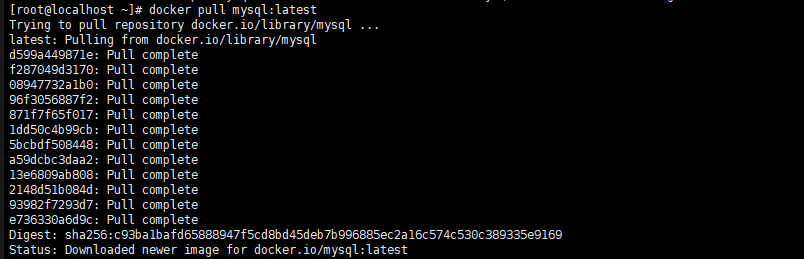 [root@localhost ~]# docker pull mysql:latest
Trying to pull repository docker.io/library/mysql ...
latest: Pulling from docker.io/library/mysql
d599a449871e: Pull complete
f287049d3170: Pull complete
08947732a1b0: Pull complete
96f3056887f2: Pull complete
871f7f65f017: Pull complete
1dd50c4b99cb: Pull complete
5bcbdf508448: Pull complete
a59dcbc3daa2: Pull complete
13e6809ab808: Pull complete
2148d51b084d: Pull complete
93982f7293d7: Pull complete
e736330a6d9c: Pull complete
Digest: sha256:c93ba1bafd65888947f5cd8bd45deb7b996885ec2a16c574c530c389335e9169
Status: Downloaded newer image for docker.io/mysql:latest